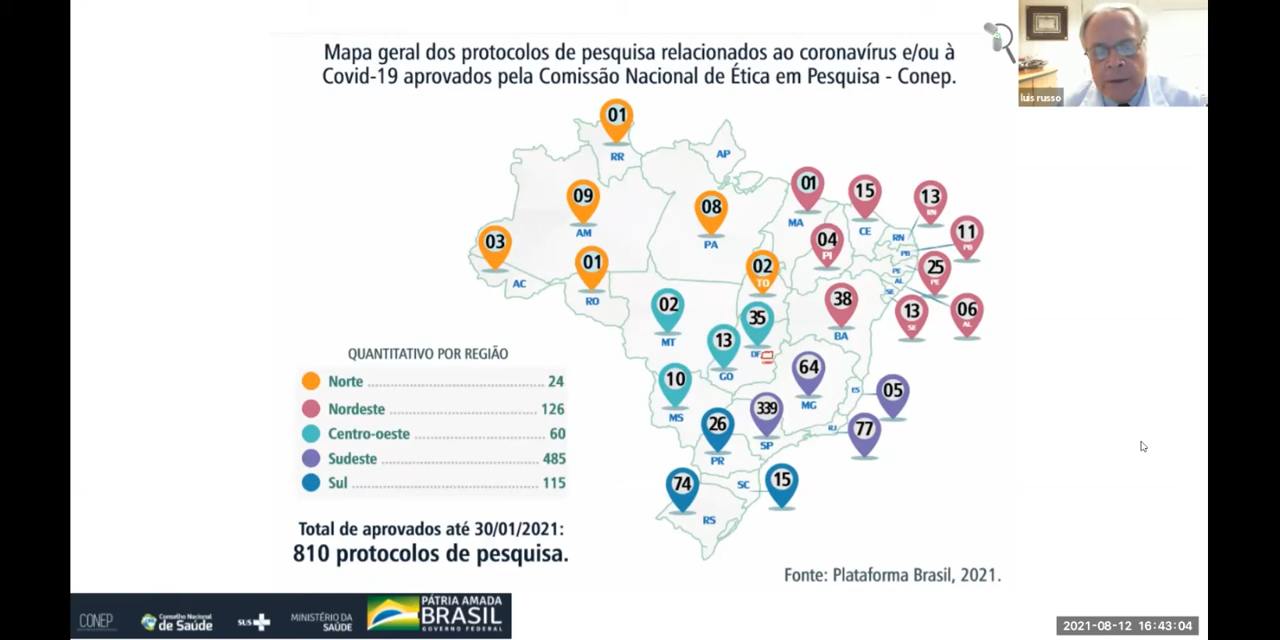 Mapa geral dos protocolos de pesquisa relacionados ao coronavírus e/ou à
Covid-19 aprovados pela Comissão Nacional de Ética em Pesquisa - Conep.
luis russo
01
RR
AP
09
AM
08
PA
01
MA
15
CE
13
RN
RN
11
PB
PB
03
AC
01
RO
02
TO
04
PI
25
PE
PE
AL
SE
13
SE
06
AL
02
MT
35
DF
38
BA
13
GO
10
MS
64
MG
ES
05
339
SP
RJ
77
26
PR
74
RS
SC
15
QUANTITATIVO POR REGIÃO
Norte 24
Nordeste 126
Centro-oeste 60
Sudeste 485
Sul 115
Total de aprovados até 30/01/2021:
810 protocolos de pesquisa.
Fonte: Plataforma Brasil, 2021.
CONEP
Conselho Nacional
de Saúde
SUS
MINISTÉRIO DA
SAÚDE
PÁTRIA AMADA
BRASIL
GOVERNO FEDERAL
2021-08-12 16:43:04